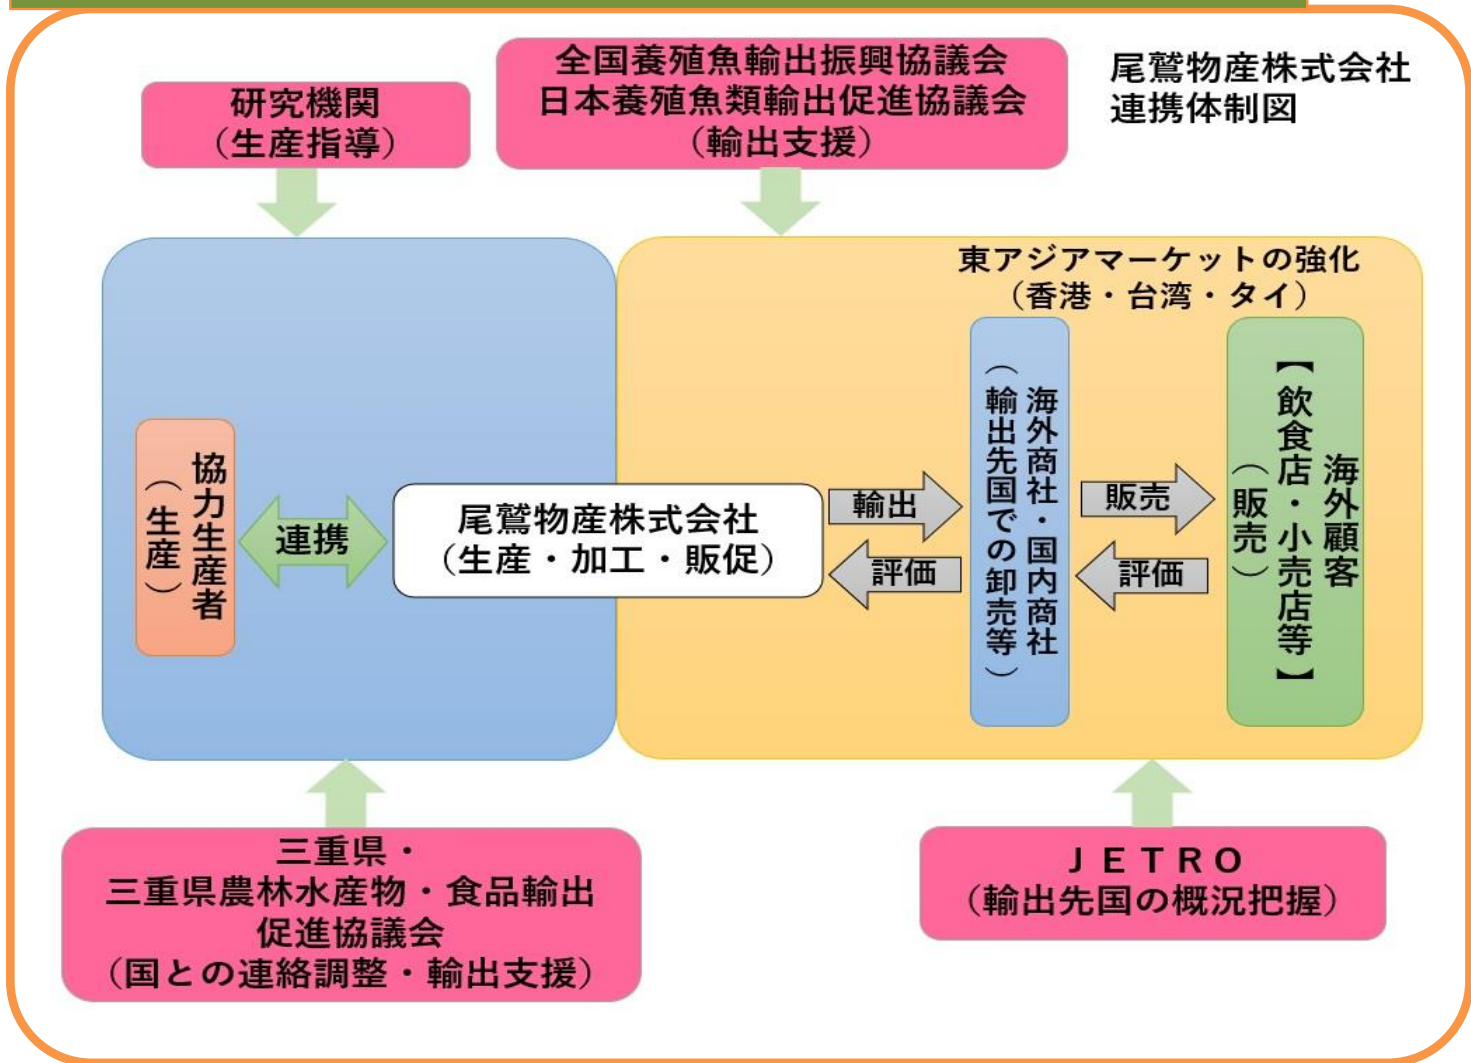 尾鷲物産株式会社
連携体制図
研究機関
(生産指導)
全国養殖魚輸出振興協議会
日本養殖魚類輸出促進協議会
(輸出支援)
東アジアマーケットの強化
(香港・台湾・タイ)
協力生産者
(生産)
連携
尾鷲物産株式会社
(生産・加工・販促)
輸出
評価
海外商社・国内商社
(輸出先国での卸売等)
販売
評価
海外顧客
【飲食店・小売店等】
(販売)
三重県・
三重県農林水産物・食品輸出
促進協議会
(国との連絡調整・輸出支援)
JETRO
(輸出先国の概況把握)